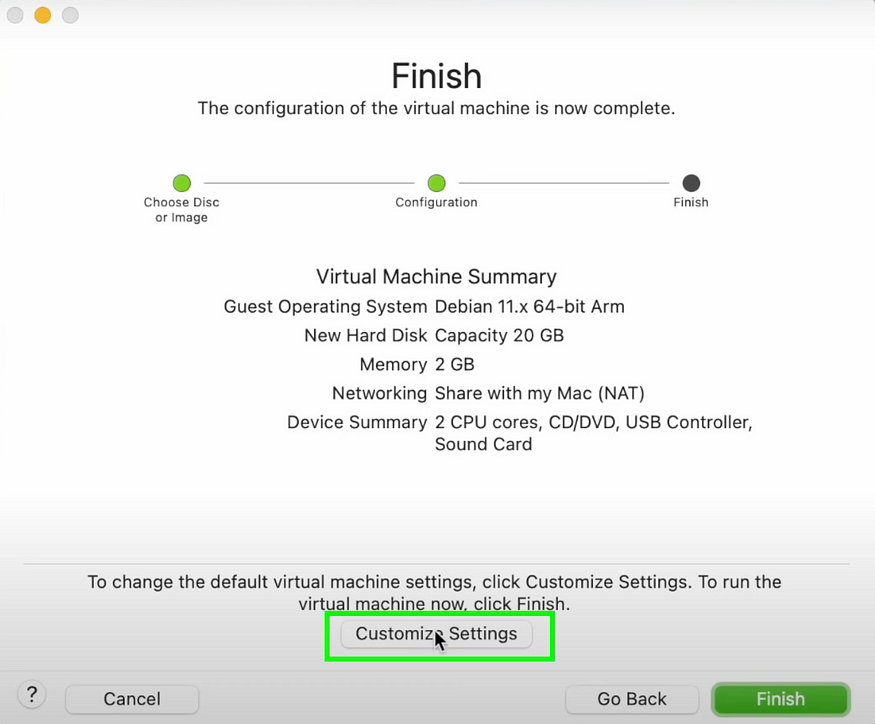 Finish
The configuration of the virtual machine is now complete.
Choose Disc
or Image
Configuration
Finish
Virtual Machine Summary
Guest Operating System Debian 11.x 64-bit Arm
New Hard Disk Capacity 20 GB
Memory 2 GB
Networking Share with my Mac (NAT)
Device Summary 2 CPU cores, CD/DVD, USB Controller,
Sound Card
To change the default virtual machine settings, click Customize Settings. To run the
virtual machine now, click Finish.
Customize Settings
? Cancel Go Back Finish